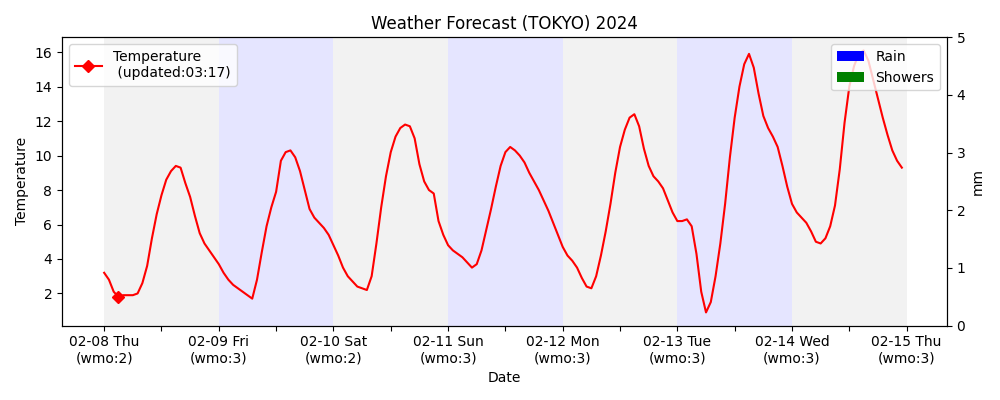 Weather Forecast (TOKYO) 2024
Temperature
(updated:03:17)
Rain
Showers
Temperature
16
14
12
10
8
6
4
2
5
4
3
2
1
0
mm
02-08 Thu
(wmo:2)
02-09 Fri
(wmo:3)
02-10 Sat
(wmo:2)
02-11 Sun
(wmo:3)
02-12 Mon
(wmo:3)
02-13 Tue
(wmo:3)
02-14 Wed
(wmo:3)
02-15 Thu
(wmo:3)
Date